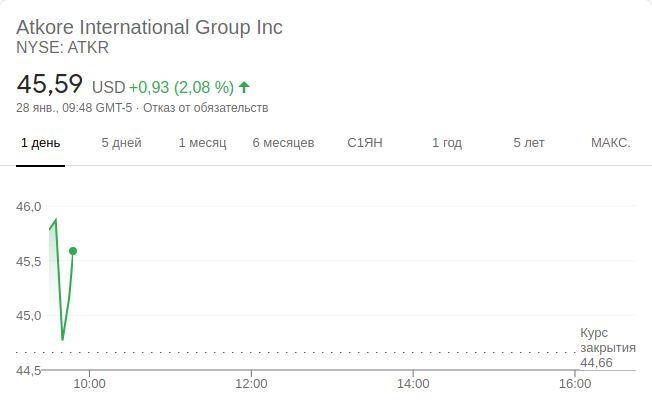 Atkore International Group Inc
NYSE: ATKR
45,59 USD +0,93 (2,08 %)
28 янв., 09:48 GMT-5 · Отказ от обязательств
1 день 5 дней 1 месяц 6 месяцев С1ЯН 1 год 5 лет МАКС.
46,0
45,5
45,0
Курс
закрытия
44,66
44,5
10:00 12:00 14:00 16:00